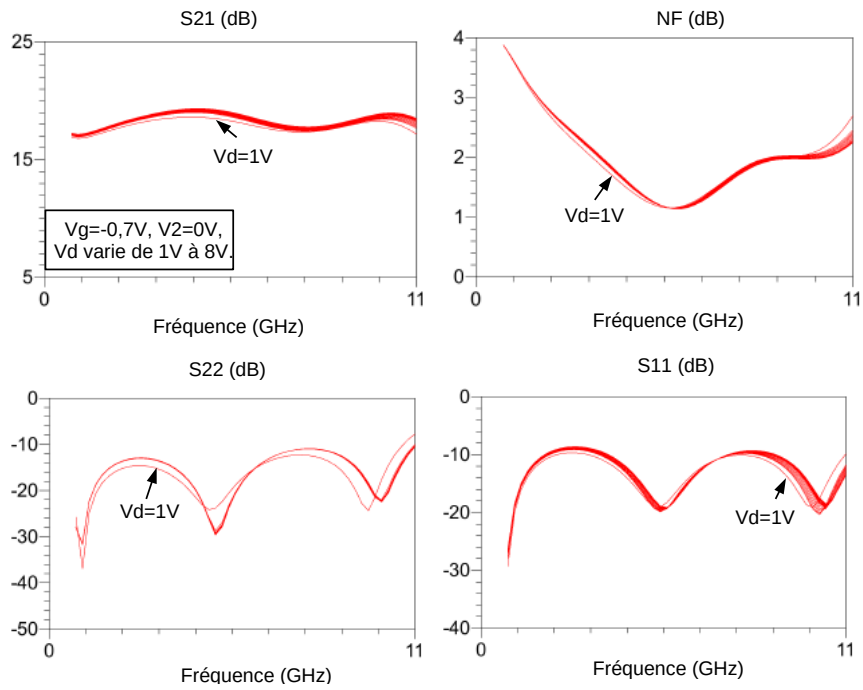 S21 (dB)
25
15
5
0
11
Vd=1V
Vg=-0,7V, V2=0V,
Vd varie de 1V à 8V.
Fréquence (GHz)
NF (dB)
4
3
2
1
0
0
11
Vd=1V
Fréquence (GHz)
S22 (dB)
0
-10
-20
-30
-40
-50
0
11
Vd=1V
Fréquence (GHz)
S11 (dB)
0
-10
-20
-30
-40
0
11
Vd=1V
Fréquence (GHz)